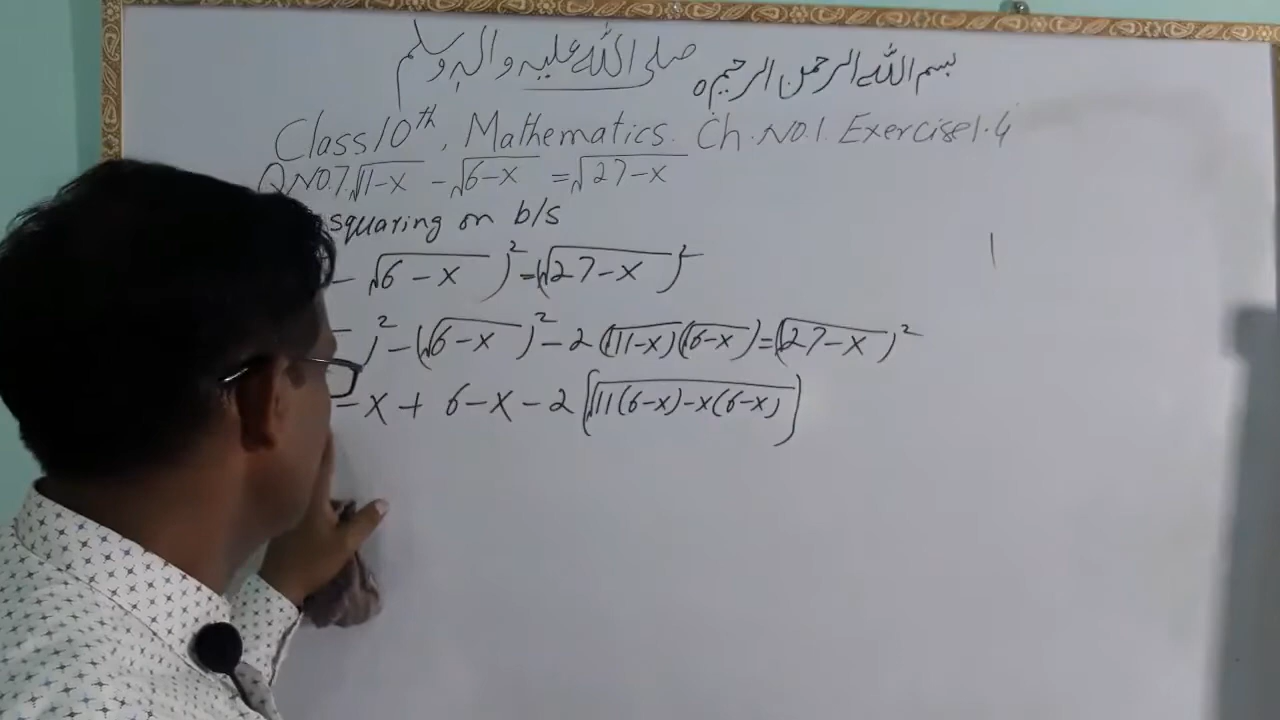 بسم اللہ الرحمن الرحیم ہ صلی اللہ علیہ والہ وسلم
Class 10th, Mathematics. Ch. No.1. Exercise 1.4
Q NO.7 √11-x - √6-x = √27-x
squaring on b/s
- √6-x )² = (√27-x )²
)² - (√6-x )² - 2 (√11-x)(√6-x) = (√27-x )²
-x + 6-x - 2 [√11(6-x)-x(6-x)]